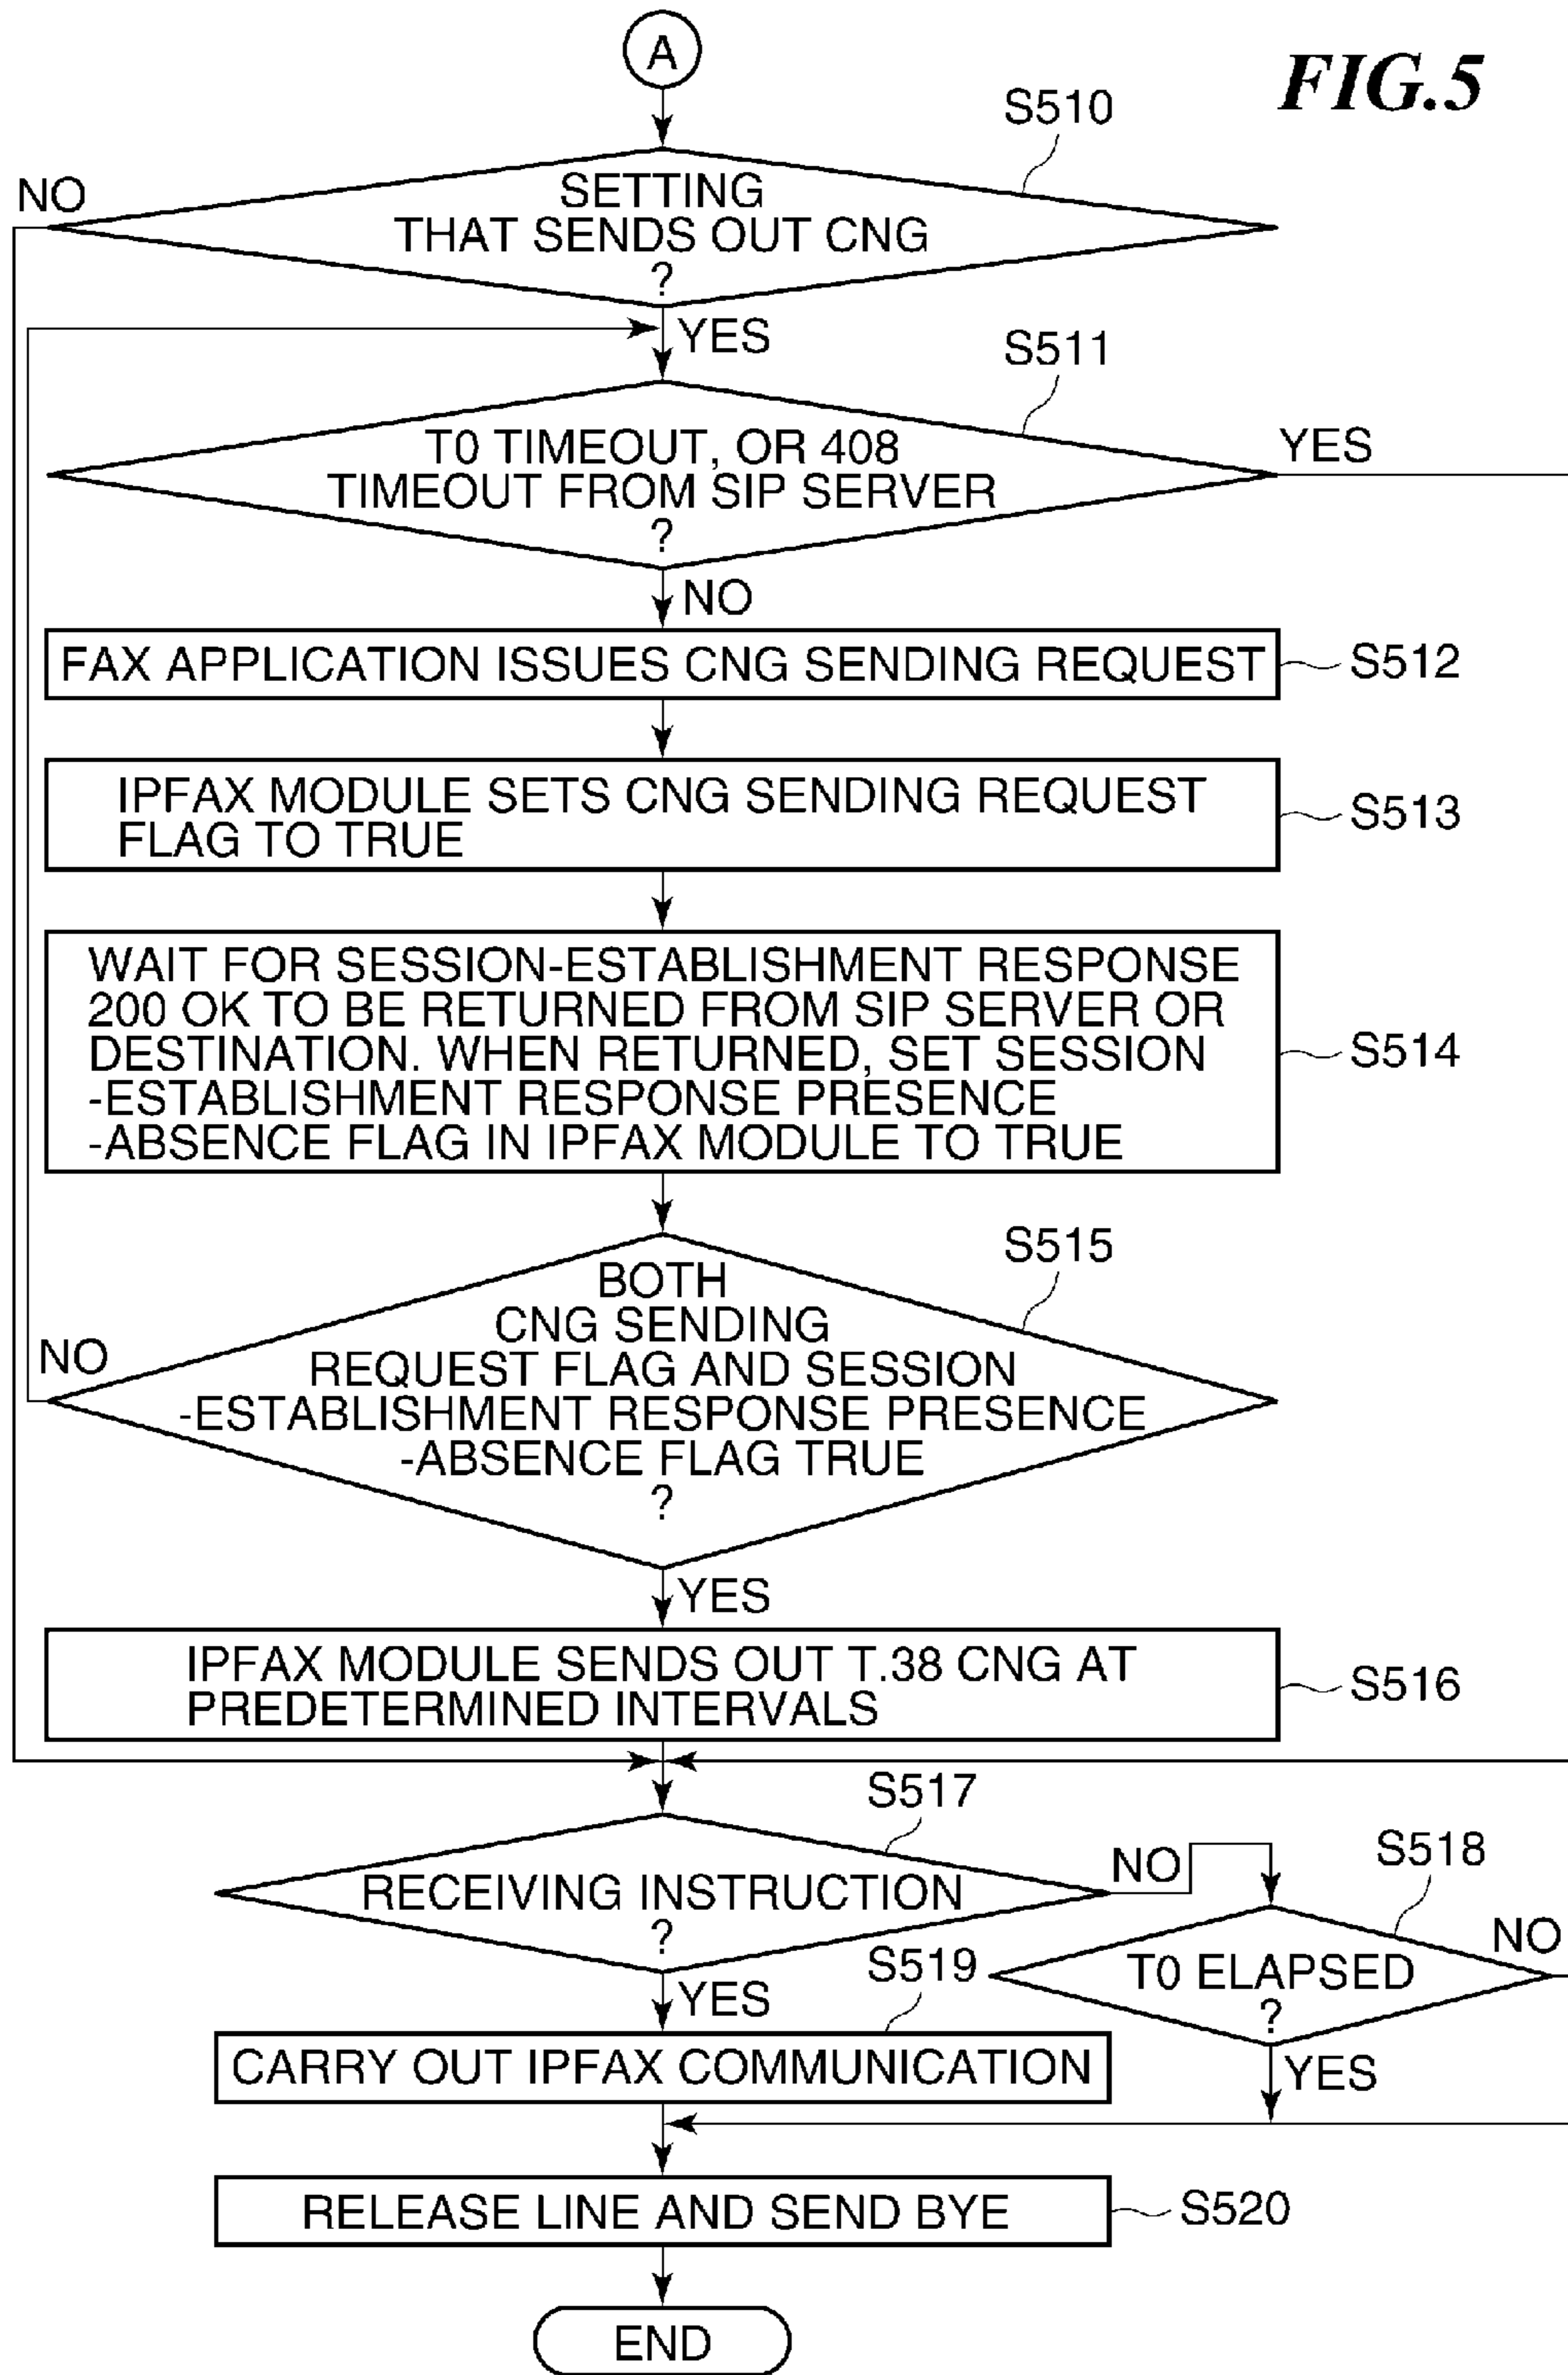 A
FIG.5
S510
NO
SETTING
THAT SENDS OUT CNG
?
YES
S511
T0 TIMEOUT, OR 408
TIMEOUT FROM SIP SERVER
?
YES
NO
FAX APPLICATION ISSUES CNG SENDING REQUEST
S512
IPFAX MODULE SETS CNG SENDING REQUEST
FLAG TO TRUE
S513
WAIT FOR SESSION-ESTABLISHMENT RESPONSE
200 OK TO BE RETURNED FROM SIP SERVER OR
DESTINATION. WHEN RETURNED, SET SESSION
-ESTABLISHMENT RESPONSE PRESENCE
-ABSENCE FLAG IN IPFAX MODULE TO TRUE
S514
S515
BOTH
CNG SENDING
REQUEST FLAG AND SESSION
-ESTABLISHMENT RESPONSE PRESENCE
-ABSENCE FLAG TRUE
?
NO
YES
IPFAX MODULE SENDS OUT T.38 CNG AT
PREDETERMINED INTERVALS
S516
S517
RECEIVING INSTRUCTION
?
NO
S518
T0 ELAPSED
?
NO
YES
YES
S519
CARRY OUT IPFAX COMMUNICATION
RELEASE LINE AND SEND BYE
S520
END